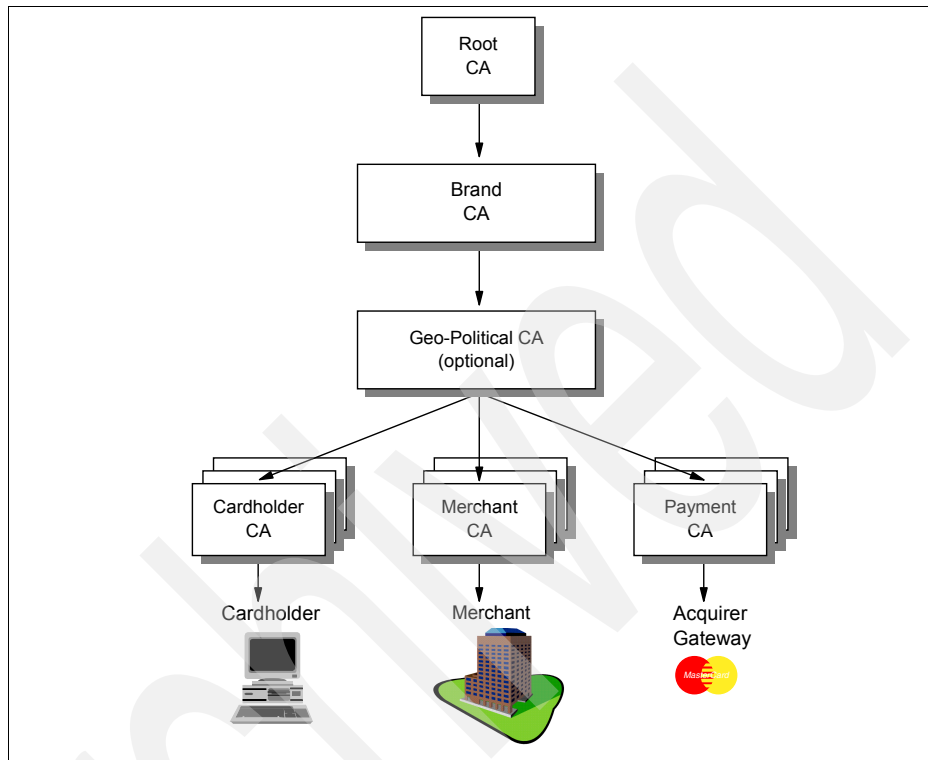 Root
CA
Brand
CA
Geo-Political CA
(optional)
Cardholder
CA
Merchant
CA
Payment
CA
Cardholder
Merchant
Acquirer
Gateway
MasterCard